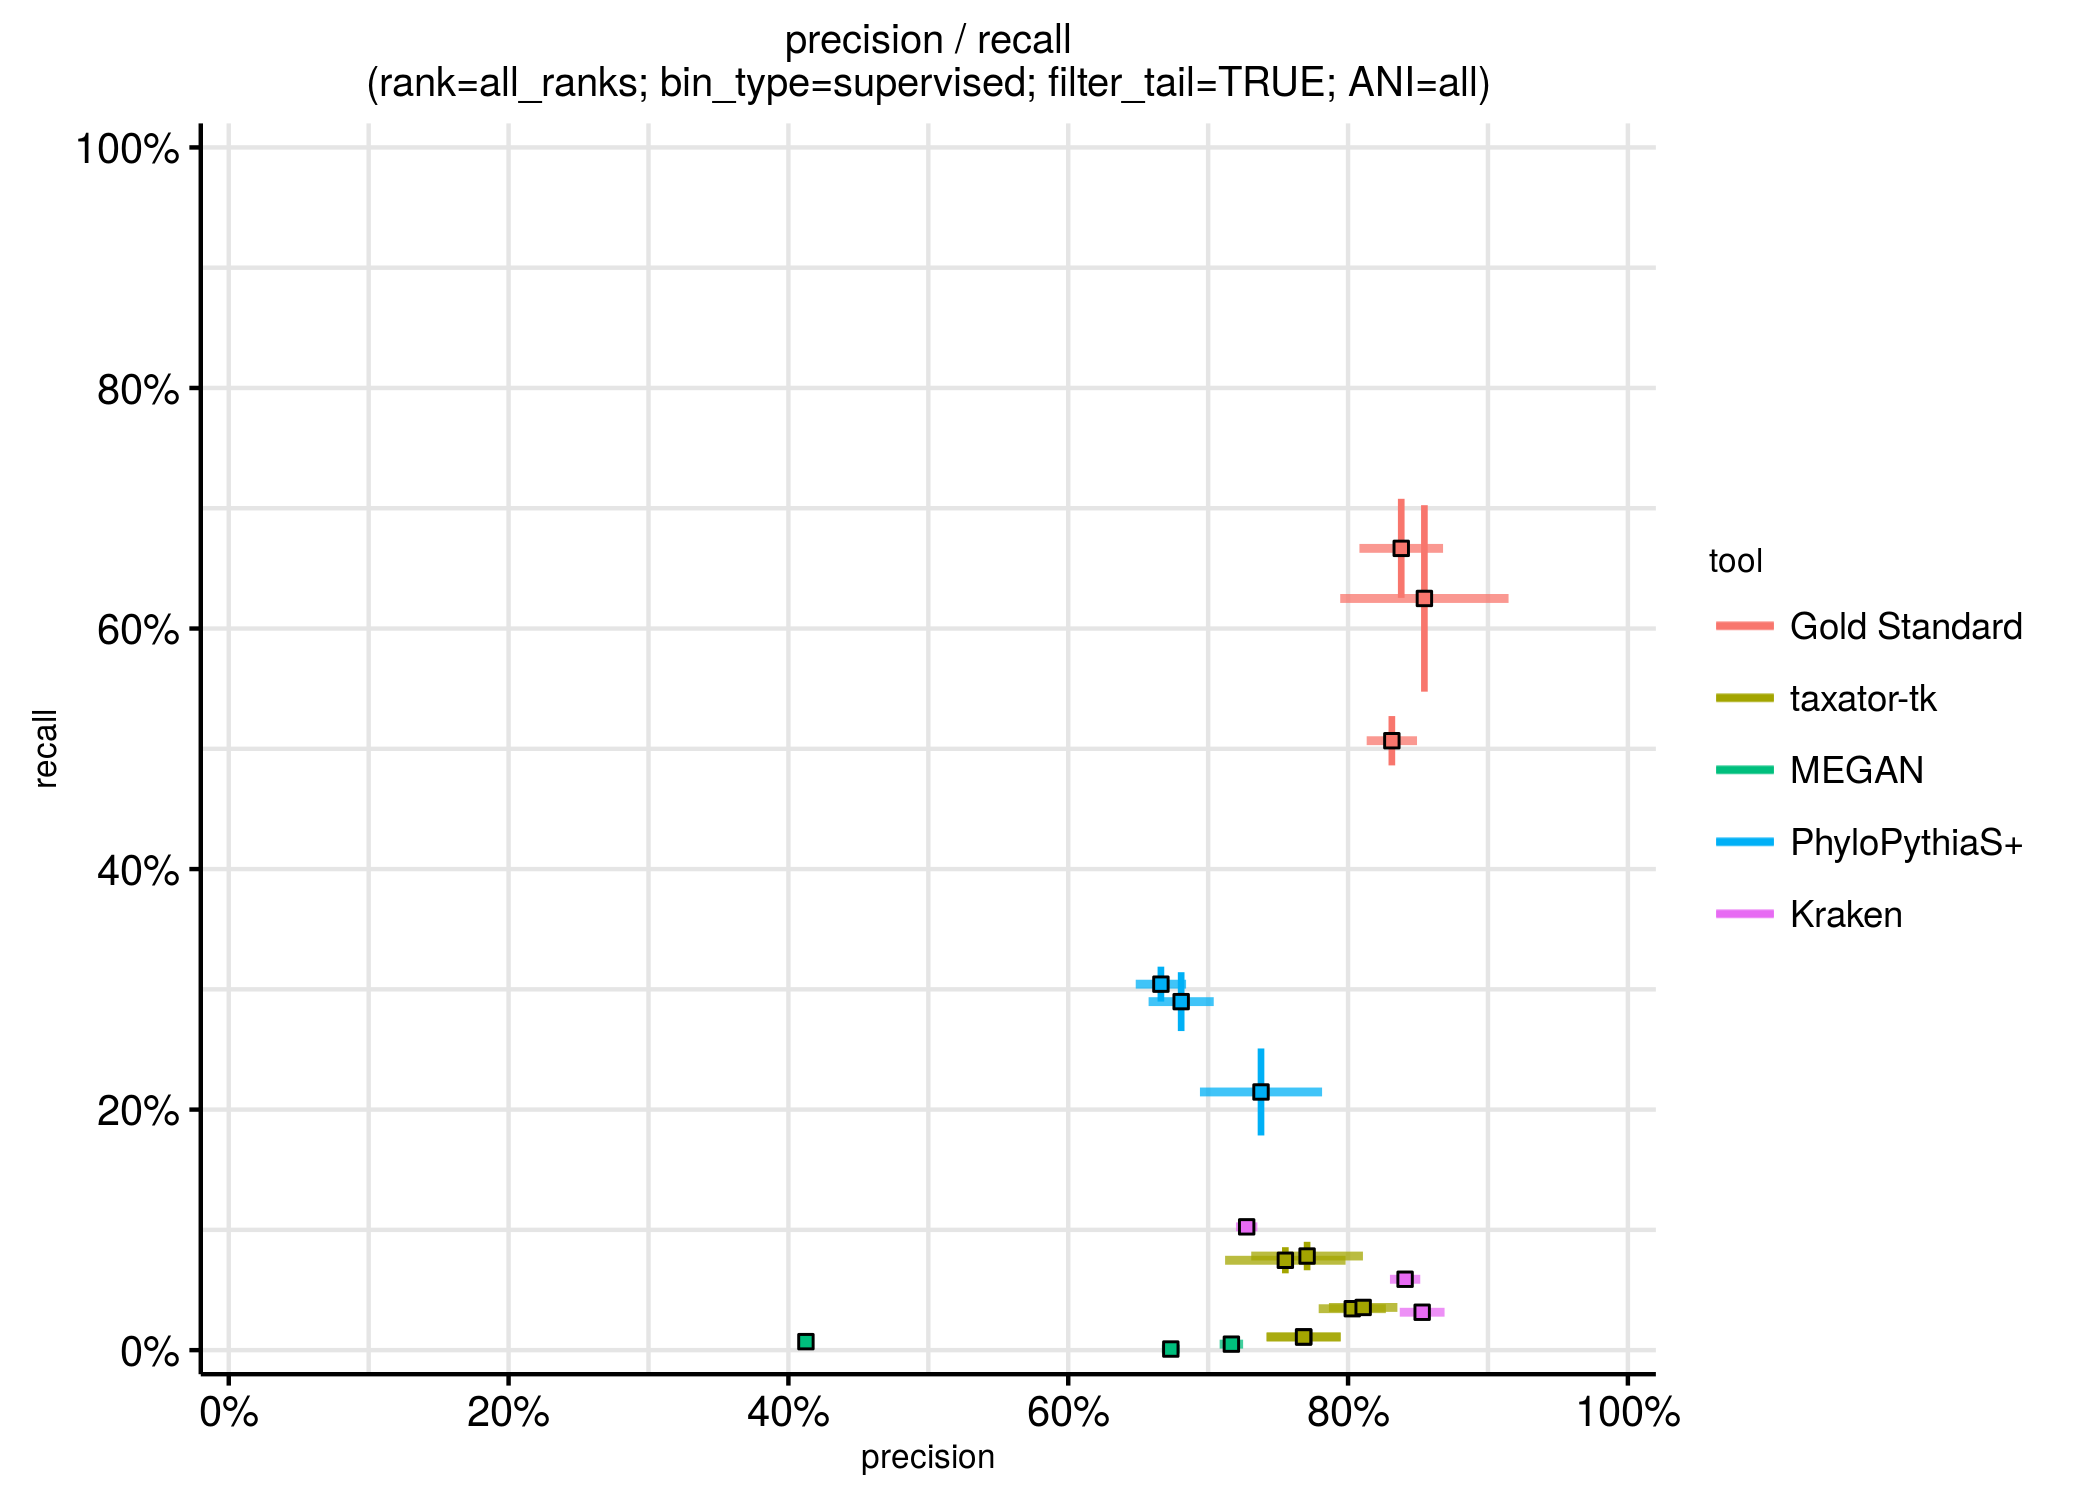 precision / recall
(rank=all_ranks; bin_type=supervised; filter_tail=TRUE; ANI=all)
100%
80%
60%
40%
20%
0%
recall
0%
20%
40%
60%
80%
100%
precision
tool
Gold Standard
taxator-tk
MEGAN
PhyloPythiaS+
Kraken